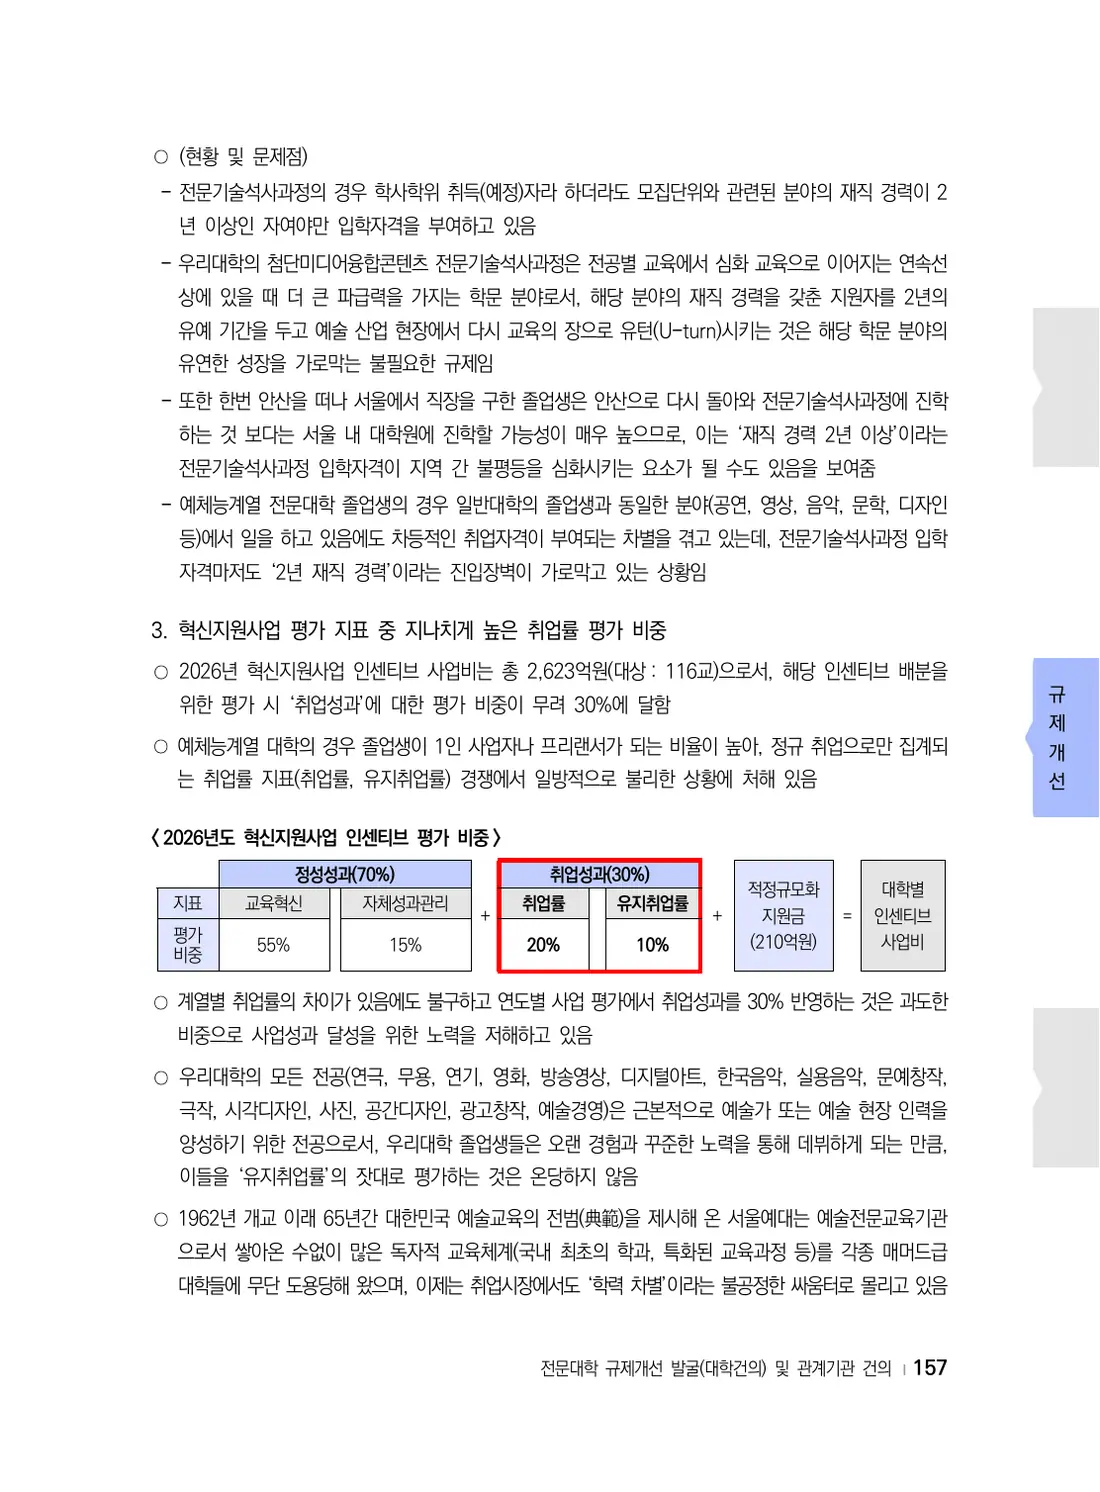 ○ (현황 및 문제점)
- 전문기술석사과정의 경우 학사학위 취득(예정)자라 하더라도 모집단위와 관련된 분야의 재직 경력이 2
년 이상인 자여야만 입학자격을 부여하고 있음
- 우리대학의 첨단미디어융합콘텐츠 전문기술석사과정은 전공별 교육에서 심화 교육으로 이어지는 연속선
상에 있을 때 더 큰 파급력을 가지는 학문 분야로서, 해당 분야의 재직 경력을 갖춘 지원자를 2년의
유예 기간을 두고 예술 산업 현장에서 다시 교육의 장으로 유턴(U-turn)시키는 것은 해당 학문 분야의
유연한 성장을 가로막는 불필요한 규제임
- 또한 한번 안산을 떠나 서울에서 직장을 구한 졸업생은 안산으로 다시 돌아와 전문기술석사과정에 진학
하는 것 보다는 서울 내 대학원에 진학할 가능성이 매우 높으므로, 이는 ‘재직 경력 2년 이상’이라는
전문기술석사과정 입학자격이 지역 간 불평등을 심화시키는 요소가 될 수도 있음을 보여줌
- 예체능계열 전문대학 졸업생의 경우 일반대학의 졸업생과 동일한 분야(공연, 영상, 음악, 문학, 디자인
등)에서 일을 하고 있음에도 차등적인 취업자격이 부여되는 차별을 겪고 있는데, 전문기술석사과정 입학
자격마저도 ‘2년 재직 경력’이라는 진입장벽이 가로막고 있는 상황임
3. 혁신지원사업 평가 지표 중 지나치게 높은 취업률 평가 비중
○ 2026년 혁신지원사업 인센티브 사업비는 총 2,623억원(대상 : 116교)으로서, 해당 인센티브 배분을
위한 평가 시 ‘취업성과’에 대한 평가 비중이 무려 30%에 달함
○ 예체능계열 대학의 경우 졸업생이 1인 사업자나 프리랜서가 되는 비율이 높아, 정규 취업으로만 집계되
는 취업률 지표(취업률, 유지취업률) 경쟁에서 일방적으로 불리한 상황에 처해 있음
< 2026년도 혁신지원사업 인센티브 평가 비중 >
정성성과(70%) 취업성과(30%)
지표 교육혁신 자체성과관리 + 취업률 유지취업률 + 적정규모화 지원금 (210억원) = 대학별 인센티브 사업비
평가 비중 55% 15% 20% 10%
○ 계열별 취업률의 차이가 있음에도 불구하고 연도별 사업 평가에서 취업성과를 30% 반영하는 것은 과도한
비중으로 사업성과 달성을 위한 노력을 저해하고 있음
○ 우리대학의 모든 전공(연극, 무용, 연기, 영화, 방송영상, 디지털아트, 한국음악, 실용음악, 문예창작,
극작, 시각디자인, 사진, 공간디자인, 광고창작, 예술경영)은 근본적으로 예술가 또는 예술 현장 인력을
양성하기 위한 전공으로서, 우리대학 졸업생들은 오랜 경험과 꾸준한 노력을 통해 데뷔하게 되는 만큼,
이들을 ‘유지취업률’의 잣대로 평가하는 것은 온당하지 않음
○ 1962년 개교 이래 65년간 대한민국 예술교육의 전범(典範)을 제시해 온 서울예대는 예술전문교육기관
으로서 쌓아온 수없이 많은 독자적 교육체계(국내 최초의 학과, 특화된 교육과정 등)를 각종 매머드급
대학들에 무단 도용당해 왔으며, 이제는 취업시장에서도 ‘학력 차별’이라는 불공정한 싸움터로 몰리고 있음
규
제
개
선
전문대학 규제개선 발굴(대학건의) 및 관계기관 건의 | 157